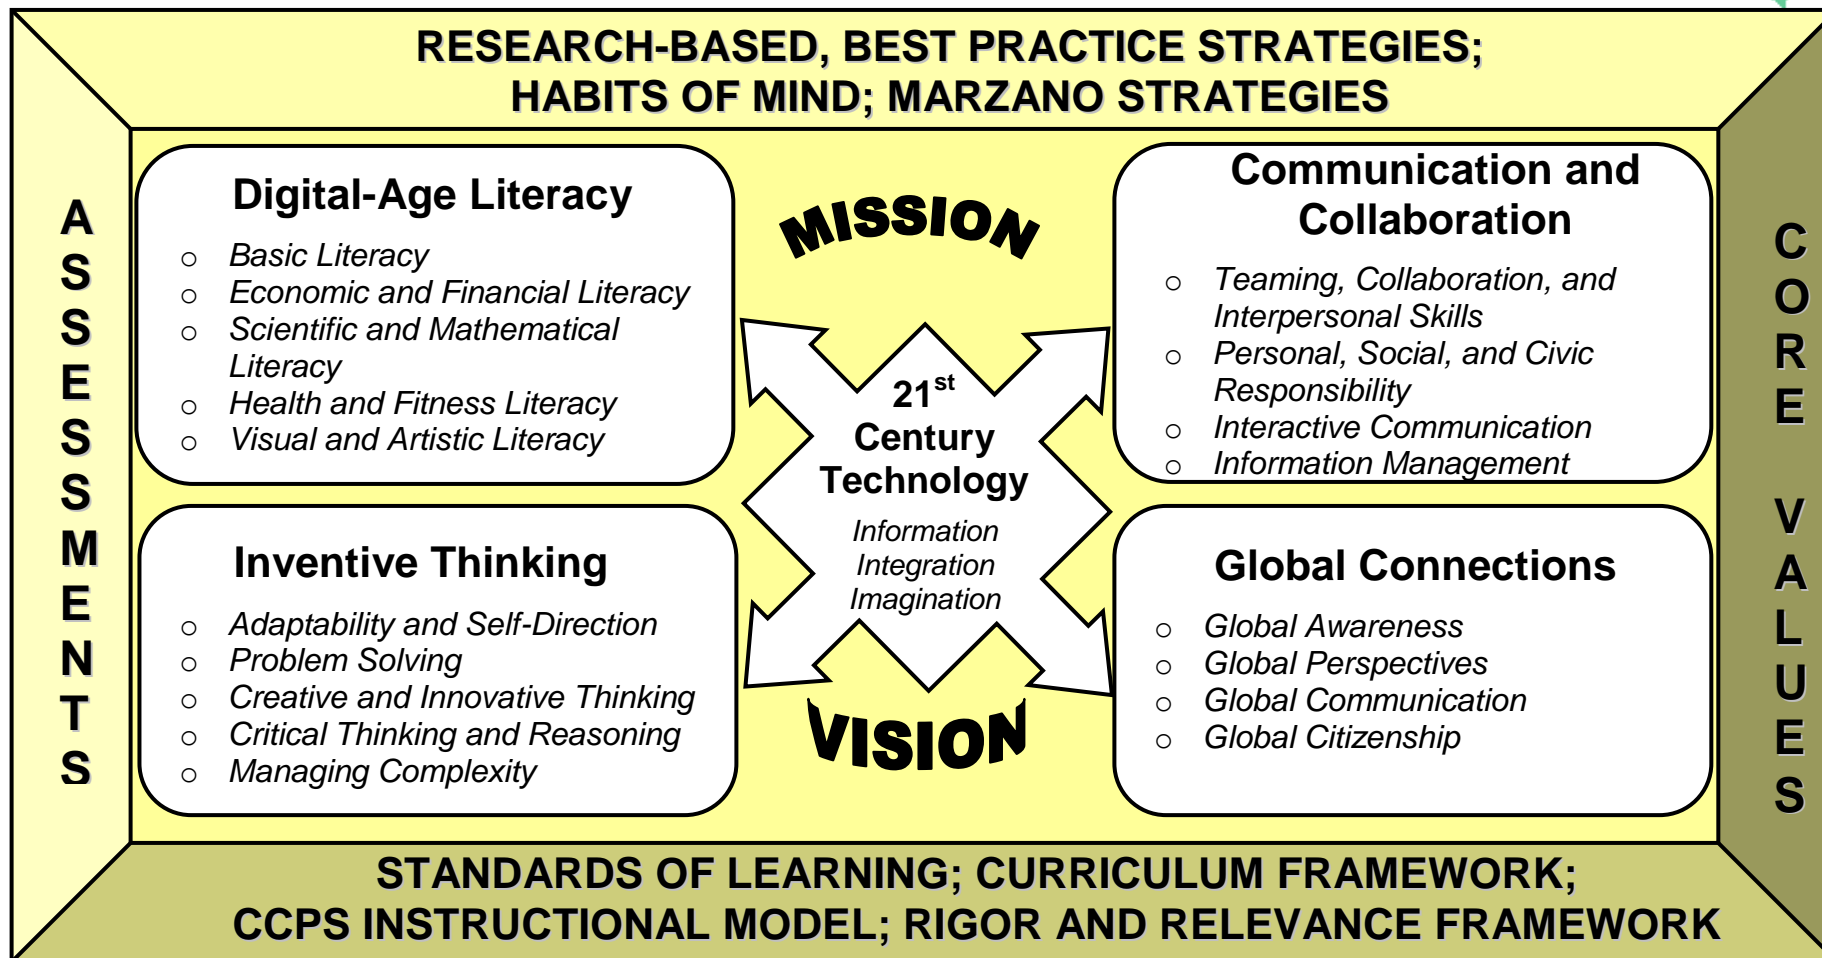 RESEARCH-BASED, BEST PRACTICE STRATEGIES;
HABITS OF MIND; MARZANO STRATEGIES
ASSESSMENTS
Digital-Age Literacy
o Basic Literacy
o Economic and Financial Literacy
o Scientific and Mathematical
Literacy
o Health and Fitness Literacy
o Visual and Artistic Literacy
MISSION
Communication and
Collaboration
o Teaming, Collaboration, and
Interpersonal Skills
o Personal, Social, and Civic
Responsibility
o Interactive Communication
o Information Management
21st
Century
Technology
Information
Integration
Imagination
Inventive Thinking
o Adaptability and Self-Direction
o Problem Solving
o Creative and Innovative Thinking
o Critical Thinking and Reasoning
o Managing Complexity
VISION
Global Connections
o Global Awareness
o Global Perspectives
o Global Communication
o Global Citizenship
CORE VALUES
STANDARDS OF LEARNING; CURRICULUM FRAMEWORK;
CCPS INSTRUCTIONAL MODEL; RIGOR AND RELEVANCE FRAMEWORK